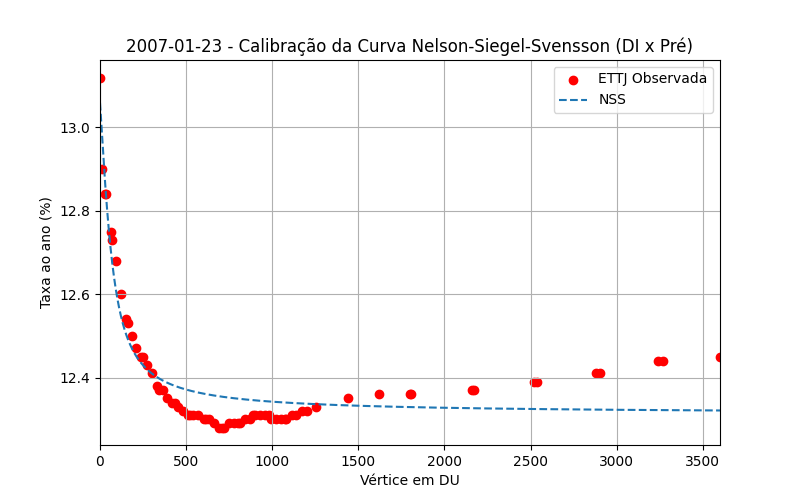 2007-01-23 - Calibração da Curva Nelson-Siegel-Svensson (DI x Pré)
ETTJ Observada
NSS
Taxa ao ano (%)
13.0
12.8
12.6
12.4
0 500 1000 1500 2000 2500 3000 3500
Vértice em DU